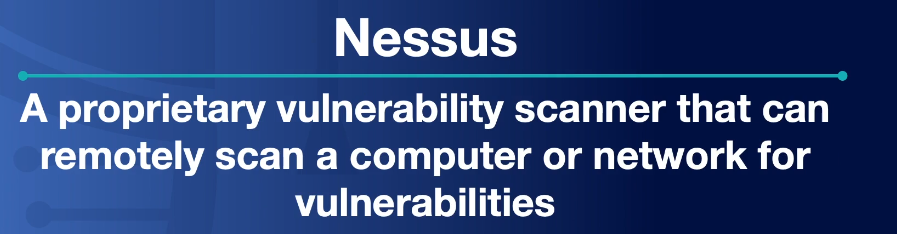 Nessus
A proprietary vulnerability scanner that can
remotely scan a computer or network for
vulnerabilities